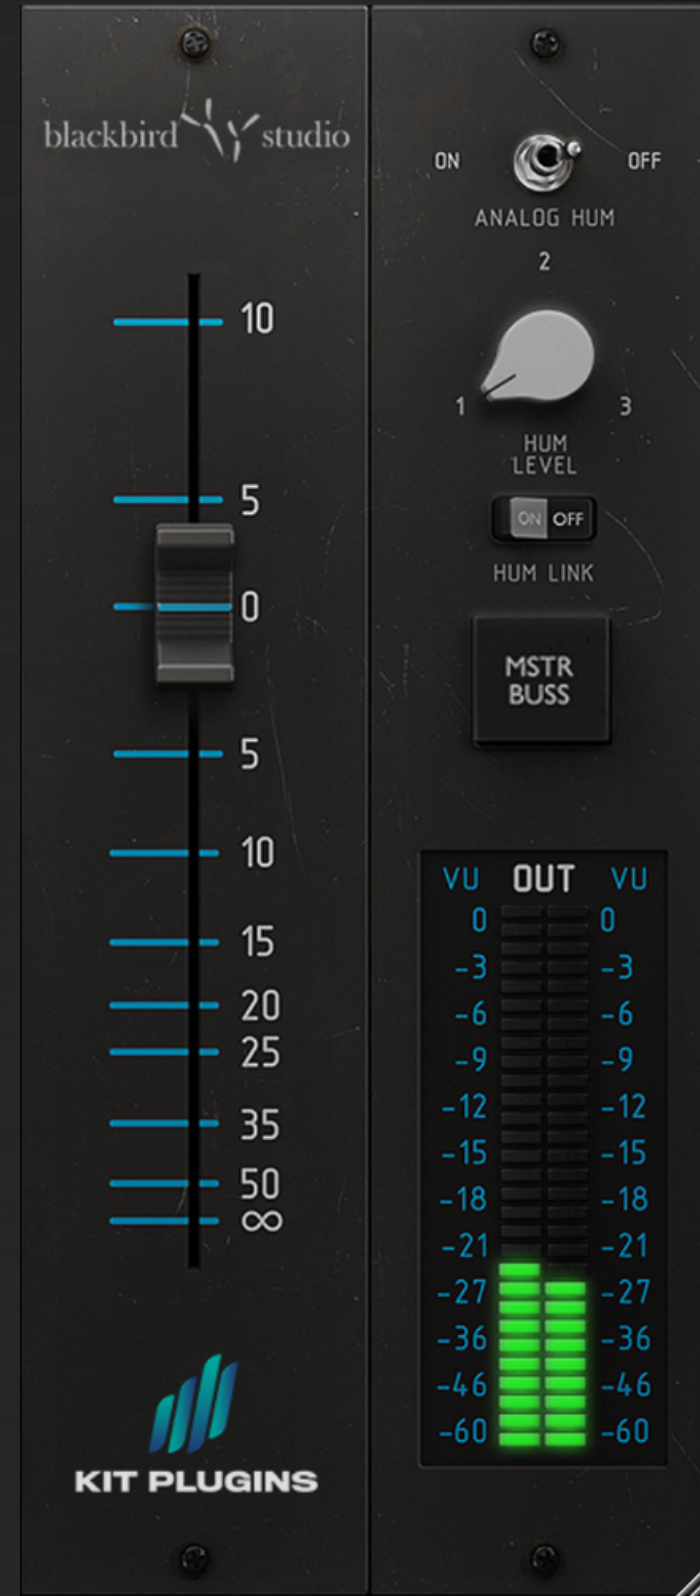 blackbird studio
10
5
0
5
10
15
20
25
35
50
∞
KIT PLUGINS
ON OFF
ANALOG HUM
2
1 3
HUM
LEVEL
ON OFF
HUM LINK
MSTR
BUSS
VU OUT VU
0 0
-3 -3
-6 -6
-9 -9
-12 -12
-15 -15
-18 -18
-21 -21
-27 -27
-36 -36
-46 -46
-60 -60